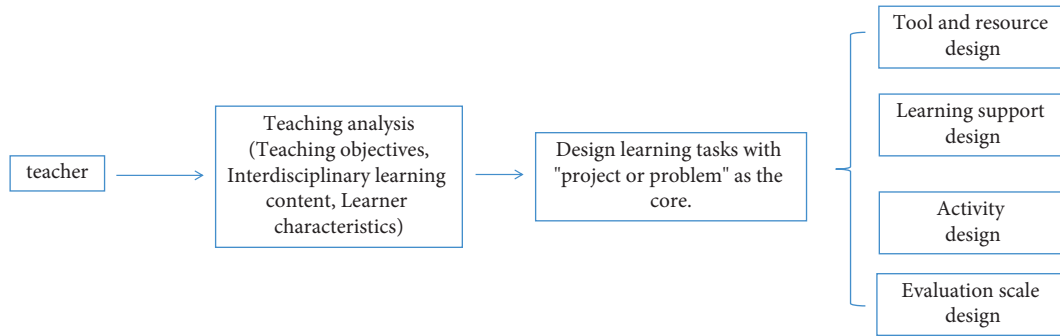 teacher
Teaching analysis
(Teaching objectives,
Interdisciplinary learning
content, Learner
characteristics)
Design learning tasks with
"project or problem" as the
core.
Tool and resource
design
Learning support
design
Activity
design
Evaluation scale
design